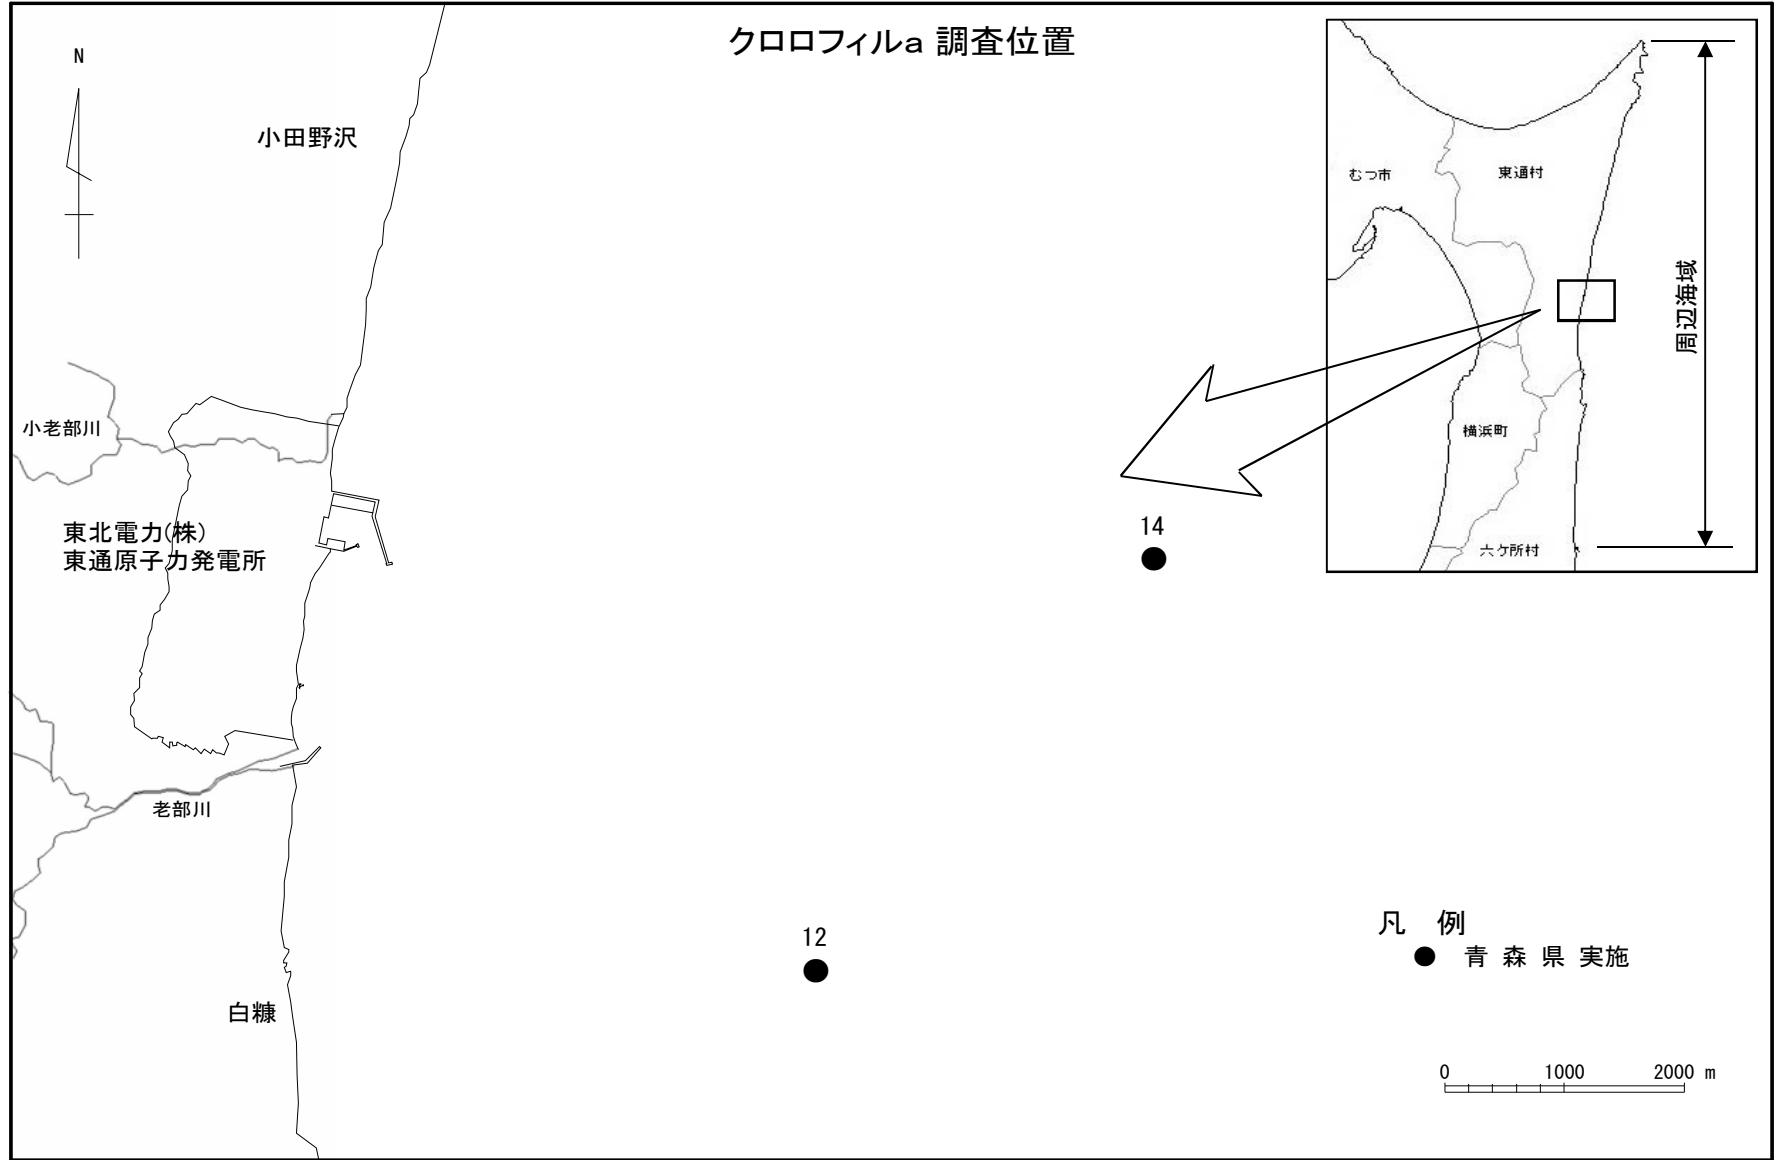 クロロフィルa 調査位置
N
小田野沢
小老部川
東北電力(株)
東通原子力発電所
老部川
白糠
14
12
むつ市
東通村
横浜町
六ケ所村
周辺海域
凡 例
● 青 森 県 実施
0 1000 2000 m